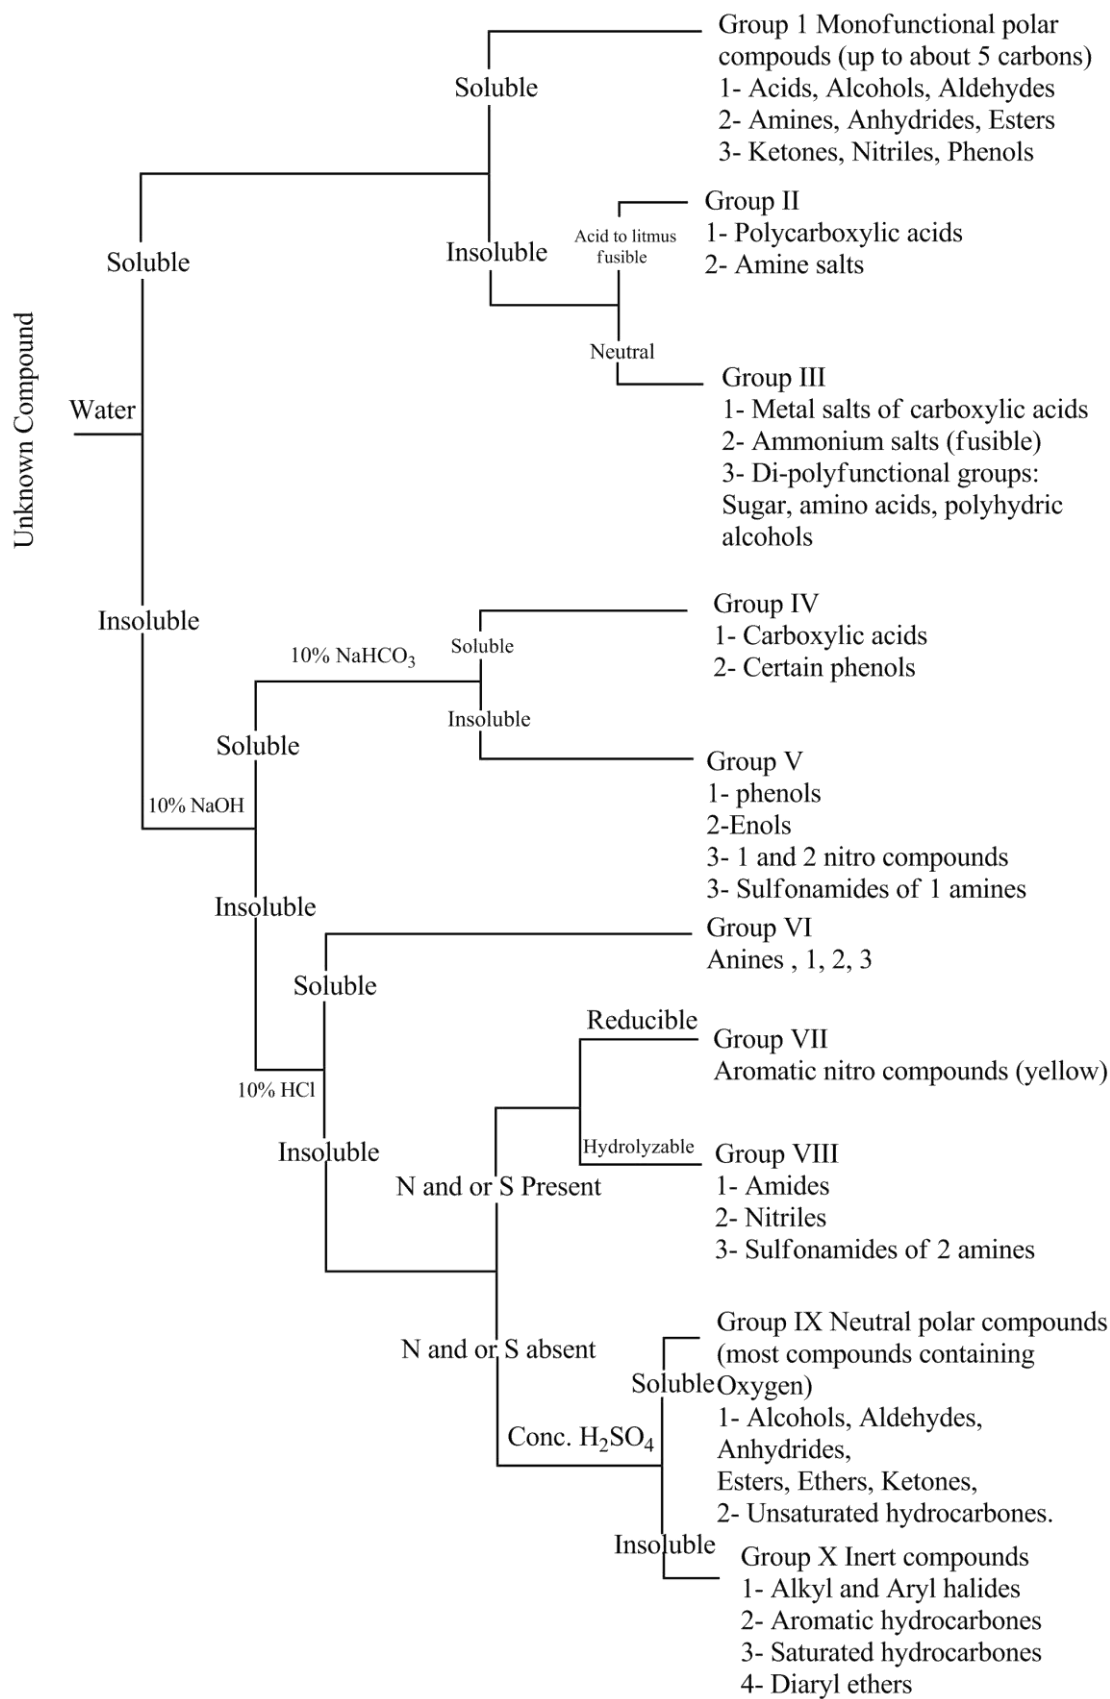 Unknown Compound
Water
Soluble
Soluble
Group 1 Monofunctional polar
compouds (up to about 5 carbons)
1- Acids, Alcohols, Aldehydes
2- Amines, Anhydrides, Esters
3- Ketones, Nitriles, Phenols
Insoluble
Acid to litmus
fusible
Group II
1- Polycarboxylic acids
2- Amine salts
Neutral
Group III
1- Metal salts of carboxylic acids
2- Ammonium salts (fusible)
3- Di-polyfunctional groups:
Sugar, amino acids, polyhydric
alcohols
Insoluble
10% NaOH
Soluble
10% NaHCO₃
Soluble
Group IV
1- Carboxylic acids
2- Certain phenols
Insoluble
Group V
1- phenols
2-Enols
3- 1 and 2 nitro compounds
3- Sulfonamides of 1 amines
Insoluble
10% HCl
Soluble
Group VI
Anines , 1, 2, 3
Insoluble
N and or S Present
Reducible
Group VII
Aromatic nitro compounds (yellow)
Hydrolyzable
Group VIII
1- Amides
2- Nitriles
3- Sulfonamides of 2 amines
N and or S absent
Conc. H₂SO₄
Soluble
Group IX Neutral polar compounds
(most compounds containing
Oxygen)
1- Alcohols, Aldehydes,
Anhydrides,
Esters, Ethers, Ketones,
2- Unsaturated hydrocarbones.
Insoluble
Group X Inert compounds
1- Alkyl and Aryl halides
2- Aromatic hydrocarbones
3- Saturated hydrocarbones
4- Diaryl ethers